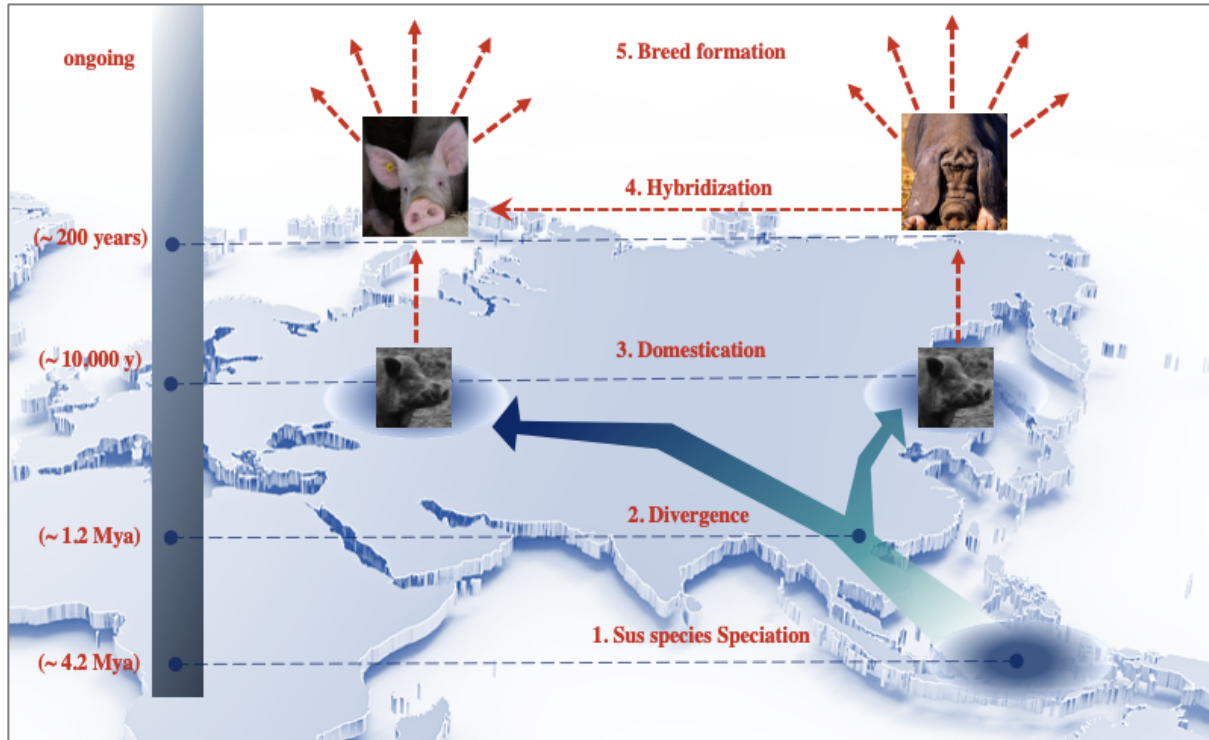 ongoing
5. Breed formation
4. Hybridization
(~ 200 years)
(~ 10,000 y)
3. Domestication
2. Divergence
(~ 1.2 Mya)
1. Sus species Speciation
(~ 4.2 Mya)